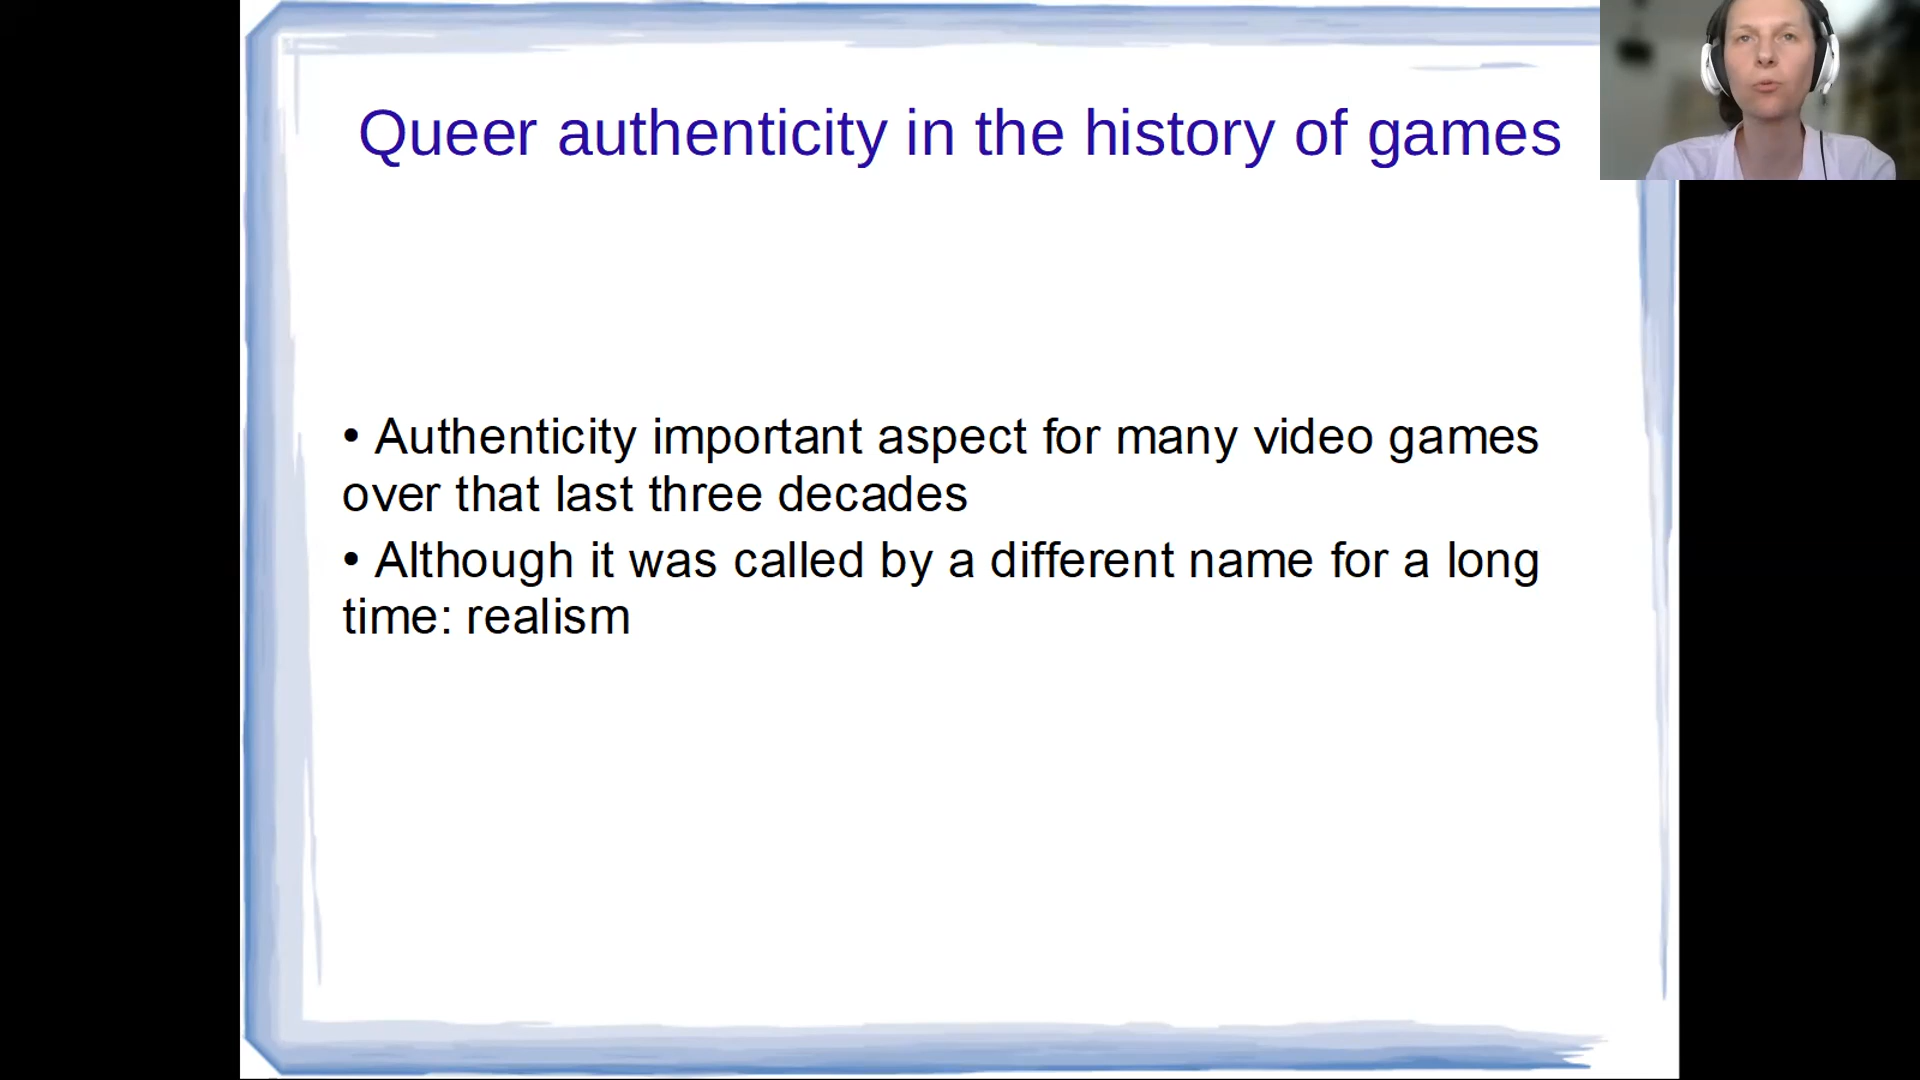 Queer authenticity in the history of games
• Authenticity important aspect for many video games
over that last three decades
• Although it was called by a different name for a long
time: realism